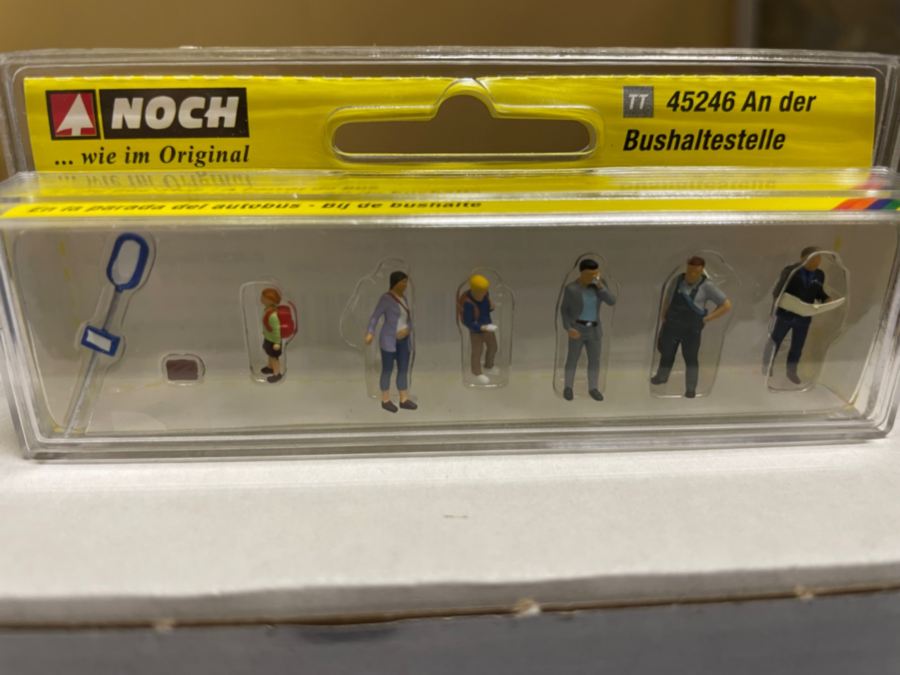 NOCH
... wie im Original
TT 45246 An der
Bushaltestelle
En la parada del autobus - Bij de bushalte